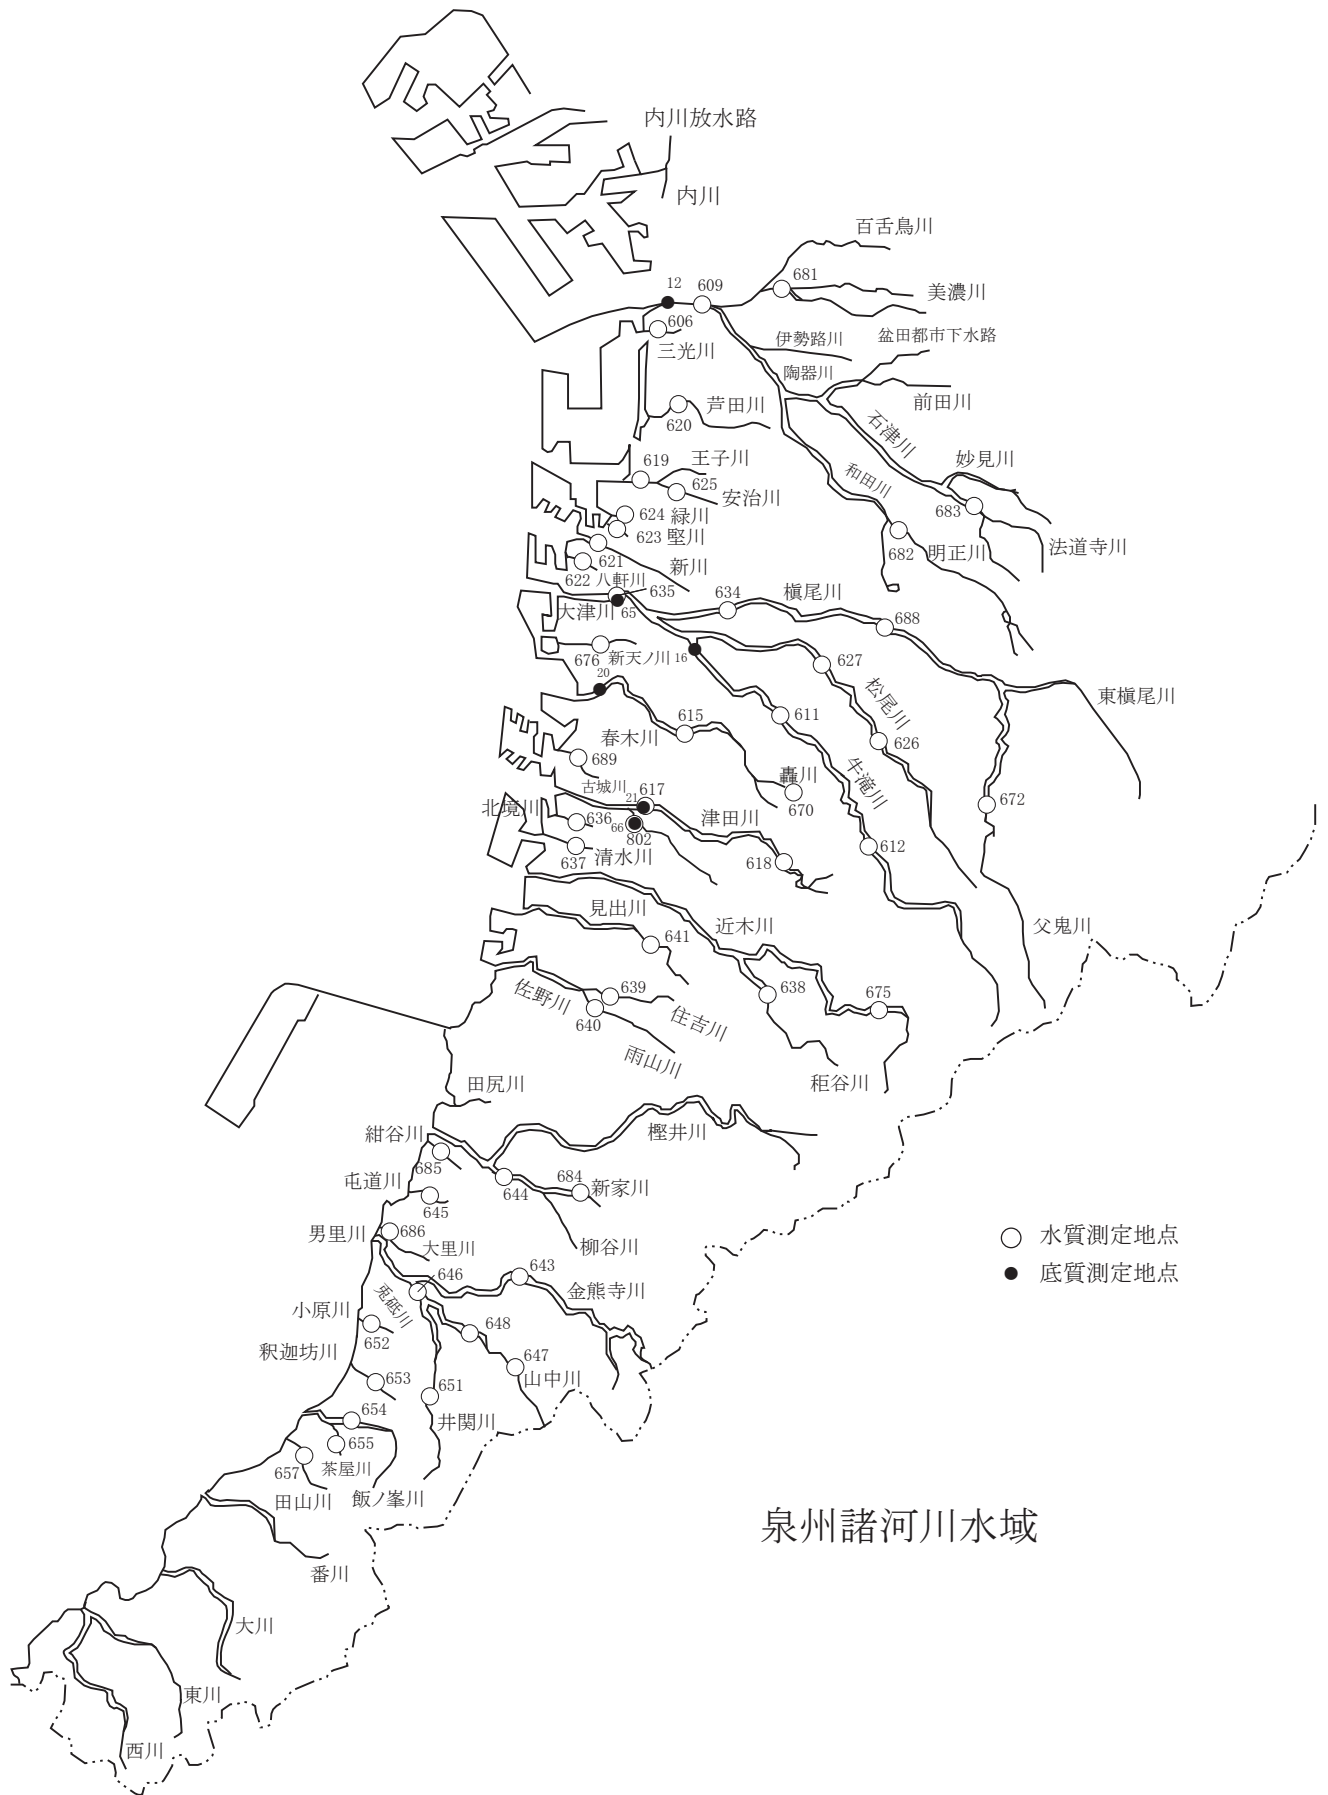 内川放水路
内川
百舌鳥川
681
美濃川
12
609
606
三光川
伊勢路川
盆田都市下水路
陶器川
前田川
芦田川
620
石津川
妙見川
619
王子川
625
安治川
和田川
683
624
緑川
623
堅川
682
明正川
法道寺川
621
新川
622
八軒川
635
大津川
65
634
槇尾川
688
676
新天ノ川
16
627
20
松尾川
東槇尾川
611
615
春木川
626
689
牛滝川
轟川
670
古城川
21
617
672
北境川
636
66
802
津田川
637
清水川
618
612
見出川
近木川
父鬼川
641
佐野川
639
638
675
640
住吉川
雨山川
秬谷川
田尻川
紺谷川
樫井川
685
684
屯道川
644
新家川
645
男里川
686
大里川
柳谷川
水質測定地点
646
643
底質測定地点
金熊寺川
兎砥川
小原川
652
648
釈迦坊川
647
653
651
山中川
654
井関川
655
657
茶屋川
田山川
飯ノ峯川
泉州諸河川水域
番川
大川
東川
西川